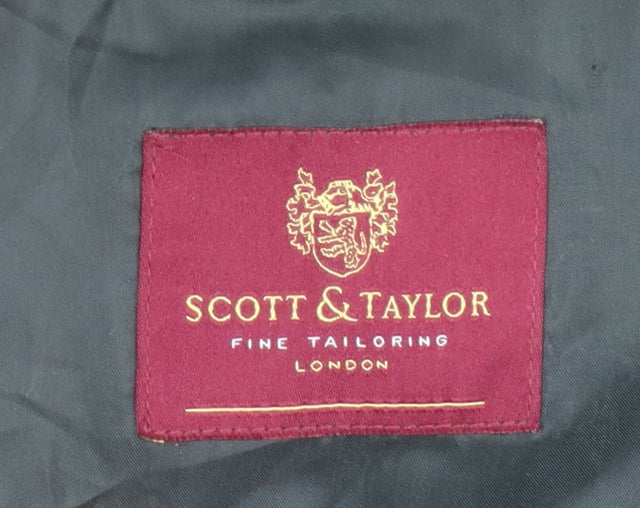 SCOTT & TAYLOR
FINE TAILORING
LONDON